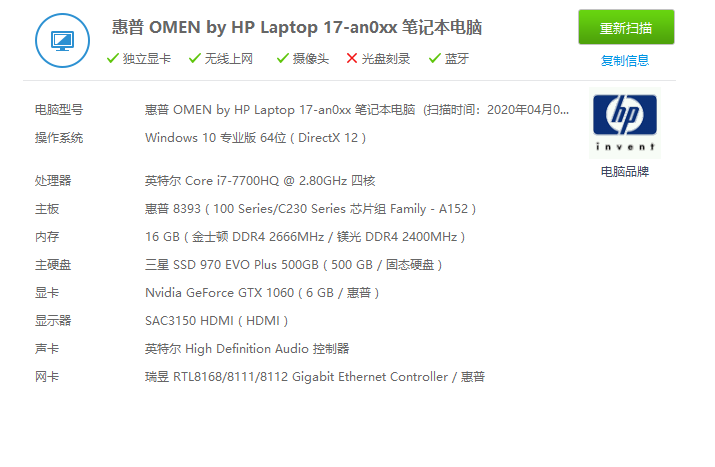 惠普 OMEN by HP Laptop 17-an0xx 笔记本电脑
重新扫描
独立显卡 无线上网 摄像头 光盘刻录 蓝牙
复制信息
电脑型号 惠普 OMEN by HP Laptop 17-an0xx 笔记本电脑 (扫描时间：2020年04月0...
操作系统 Windows 10 专业版 64位 ( DirectX 12 )
hp
invent
电脑品牌
处理器 英特尔 Core i7-7700HQ @ 2.80GHz 四核
主板 惠普 8393 ( 100 Series/C230 Series 芯片组 Family - A152 )
内存 16 GB ( 金士顿 DDR4 2666MHz / 镁光 DDR4 2400MHz )
主硬盘 三星 SSD 970 EVO Plus 500GB ( 500 GB / 固态硬盘 )
显卡 Nvidia GeForce GTX 1060 ( 6 GB / 惠普 )
显示器 SAC3150 HDMI ( HDMI )
声卡 英特尔 High Definition Audio 控制器
网卡 瑞昱 RTL8168/8111/8112 Gigabit Ethernet Controller / 惠普